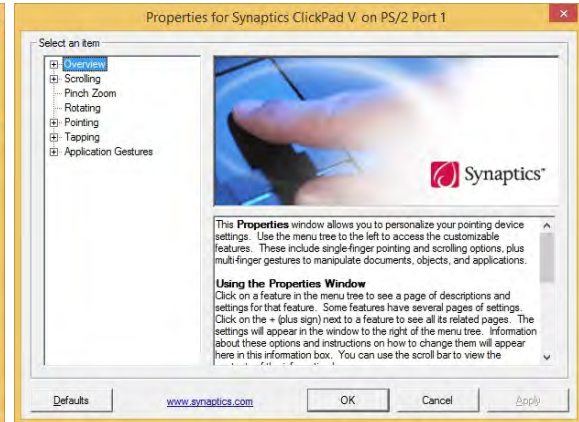 Properties for Synaptics ClickPad V on PS/2 Port 1
Select an item
Overview
Scrolling
Pinch Zoom
Rotating
Pointing
Tapping
Application Gestures
Synaptics
This Properties window allows you to personalize your pointing device
settings. Use the menu tree to the left to access the customizable
features. These include single-finger pointing and scrolling options, plus
multi-finger gestures to manipulate documents, objects, and applications.
Using the Properties Window
Click on a feature in the menu tree to see a page of descriptions and
settings for that feature. Some features have several pages of settings.
Click on the + (plus sign) next to a feature to see all its related pages. The
settings will appear in the window to the right of the menu tree. Information
about these options and instructions on how to change them will appear
here in this information box. You can use the scroll bar to view the
Defaults
www.synaptics.com
OK
Cancel
Apply